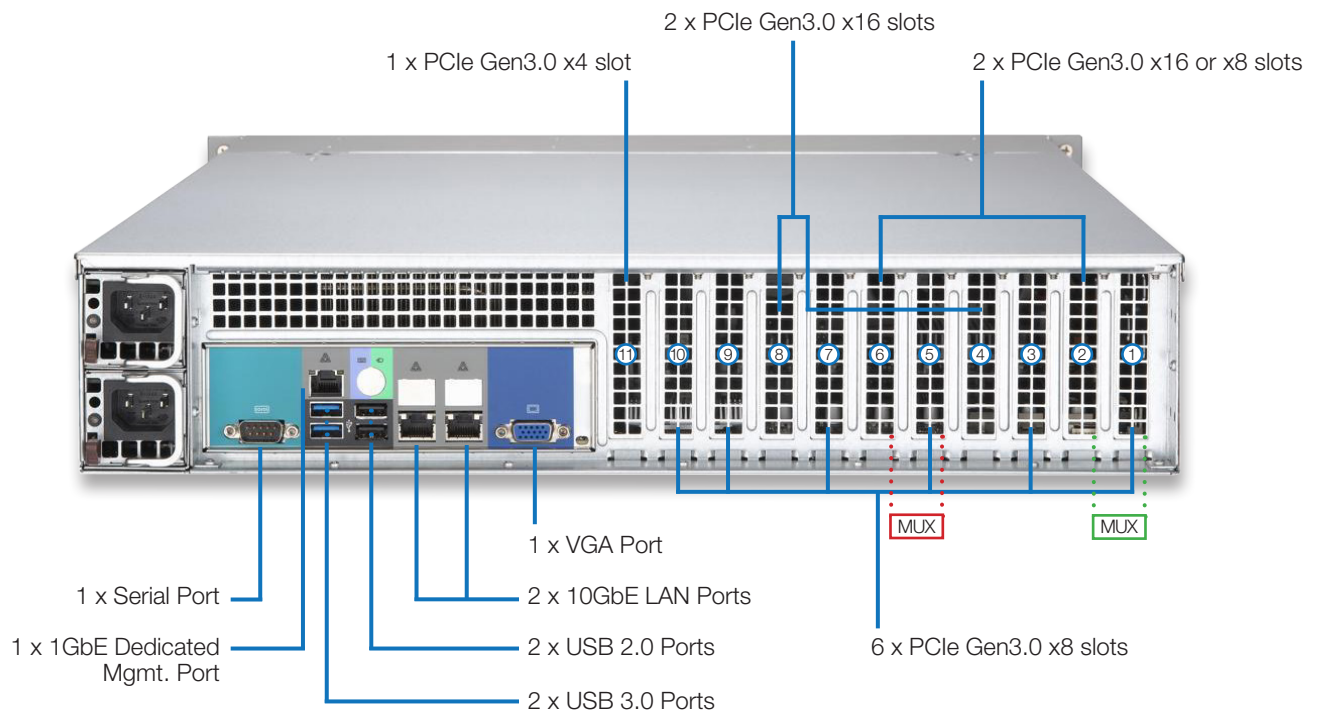 2 x PCIe Gen3.0 x16 slots
1 x PCIe Gen3.0 x4 slot
2 x PCIe Gen3.0 x16 or x8 slots
11
10
9
8
7
6
5
4
3
2
1
MUX
MUX
1 x VGA Port
1 x Serial Port
2 x 10GbE LAN Ports
1 x 1GbE Dedicated
Mgmt. Port
2 x USB 2.0 Ports
6 x PCIe Gen3.0 x8 slots
2 x USB 3.0 Ports